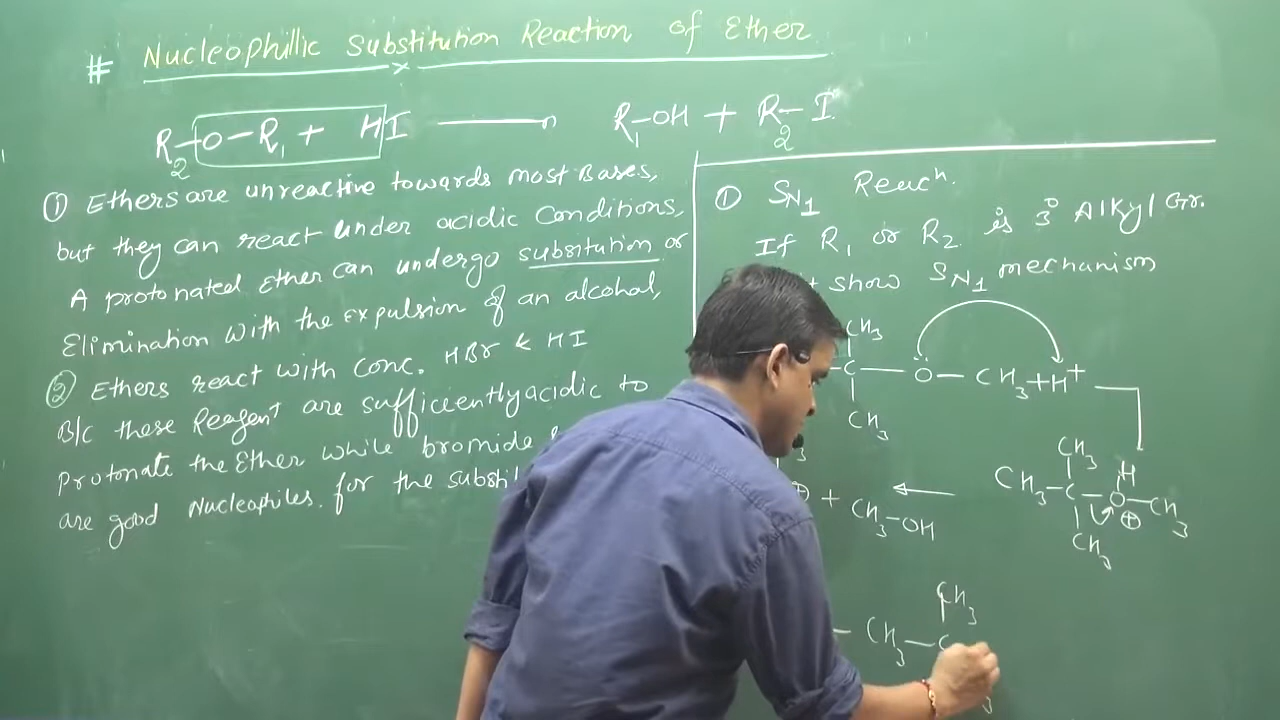 # Nucleophillic Substitution Reaction of Ether
R2-O-R1 + HI → R1-OH + R2-I
① Ethers are unreactive towards most Bases,
but they can react under acidic conditions,
A protonated Ether can undergo subsitution or
Elimination with the expulsion of an alcohal,
② Ethers react with conc. HBr & HI
B/c these Reagent are sufficcently acidic to
Protonate the Ether while bromide
are good Nucleophiles. for the
① SN1 Reacn.
If R1 or R2 is 3° Alkyl Gr.
show SN1 mechanism
CH3
C — Ö — CH3 + H+
CH3
CH3 H
CH3-C-O-CH3
⊕
CH3
⊕ + CH3-OH ←
CH3
CH3-C